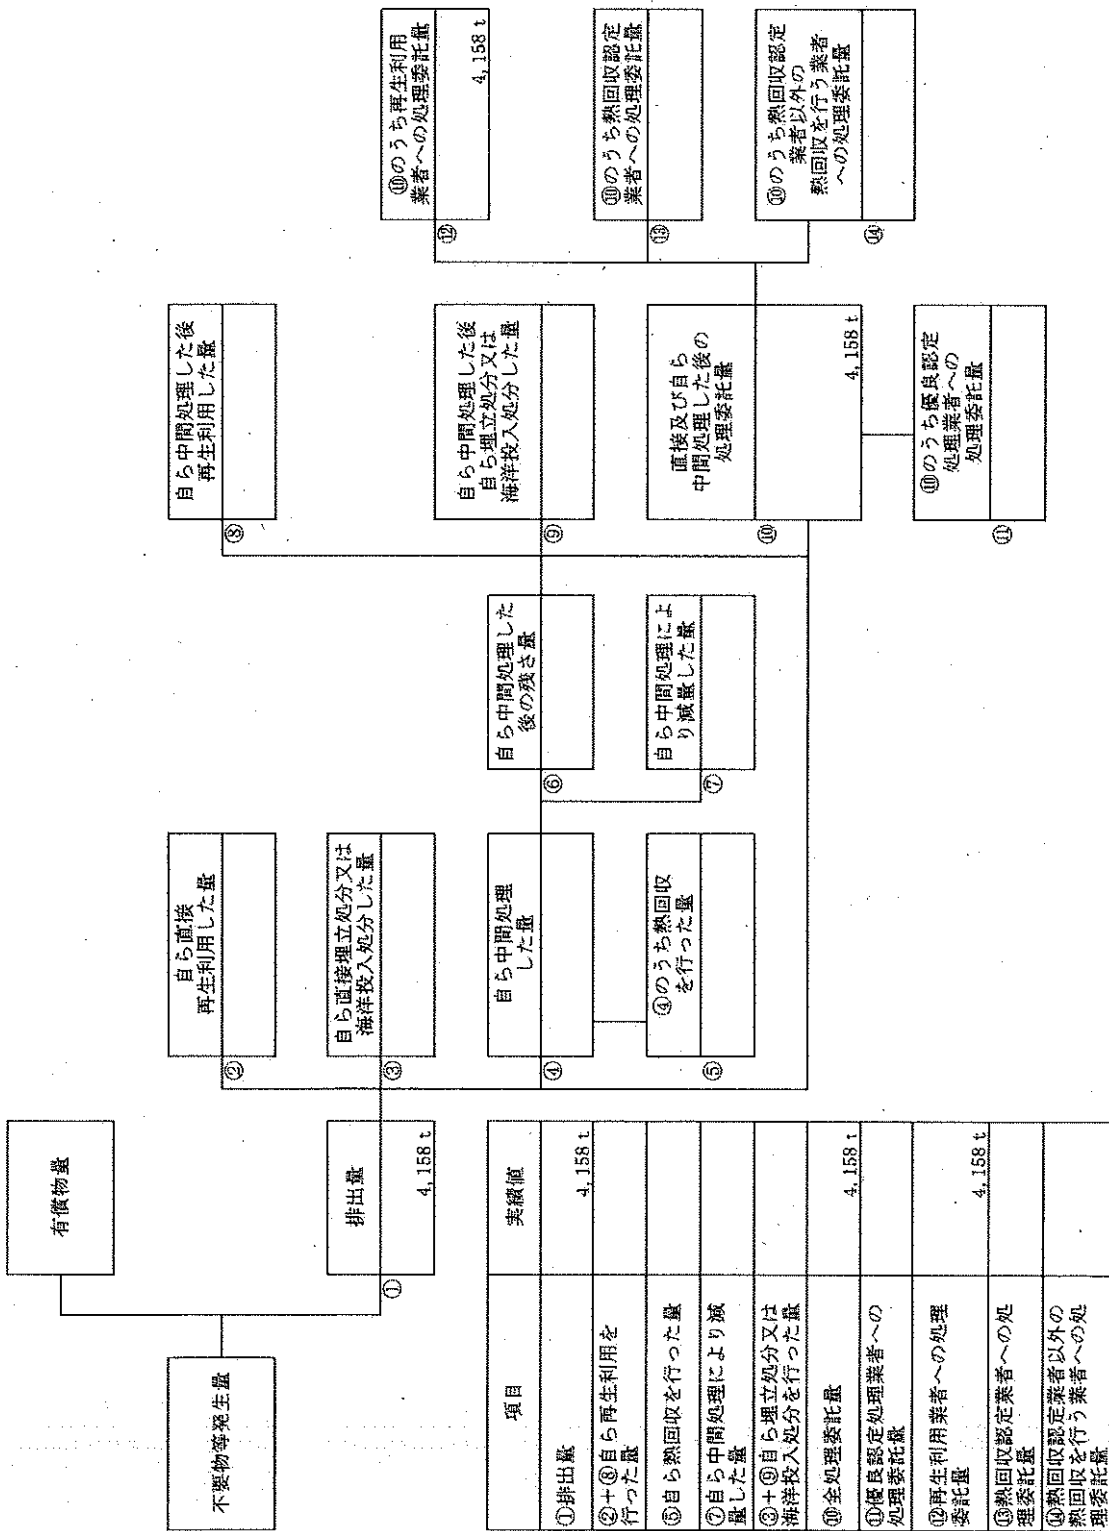 不要物等発生量
有償物量
①
排出量
4,158 t
②
自ら直接
再生利用した量
③
自ら直接埋立処分又は
海洋投入処分した量
④
自ら中間処理
した量
⑤
④のうち熱回収
を行った量
⑥
自ら中間処理した
後の残さ量
⑦
自ら中間処理によ
り減量した量
⑧
自ら中間処理した後
再生利用した量
⑨
自ら中間処理した後
自ら埋立処分又は
海洋投入処分した量
⑩
直接及び自ら
中間処理した後の
処理委託量
4,158 t
⑪
⑩のうち優良認定
処理業者への
処理委託量
⑫
⑩のうち再生利用
業者への処理委託量
4,158 t
⑬
⑩のうち熱回収認定
業者への処理委託量
⑭
⑩のうち熱回収認定
業者以外の
熱回収を行う業者
への処理委託量
項目
実績値
①排出量
4,158 t
②+⑧自ら再生利用を
行った量
⑤自ら熱回収を行った量
⑦自ら中間処理により減
量した量
③+⑨自ら埋立処分又は
海洋投入処分を行った量
⑩全処理委託量
4,158 t
⑪優良認定処理業者への
処理委託量
⑫再生利用業者への処理
委託量
4,158 t
⑬熱回収認定業者への処
理委託量
⑭熱回収認定業者以外の
熱回収を行う業者への処
理委託量